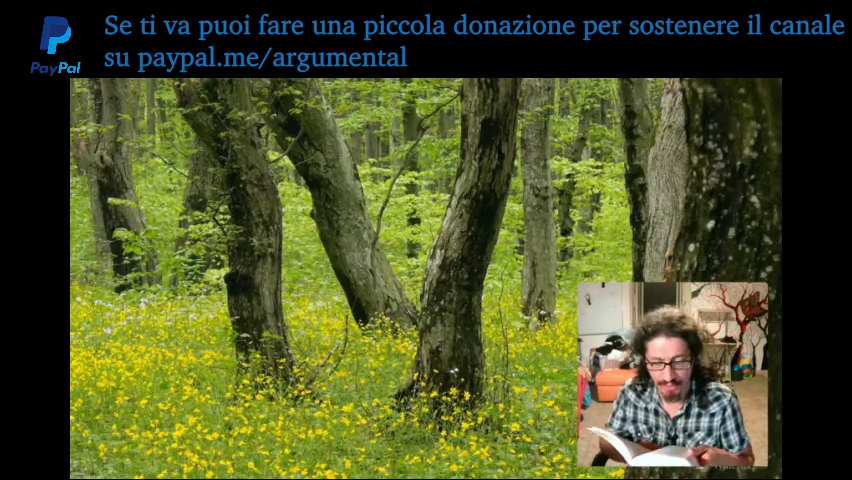 Se ti va puoi fare una piccola donazione per sostenere il canale
PayPal
su paypal.me/argumental